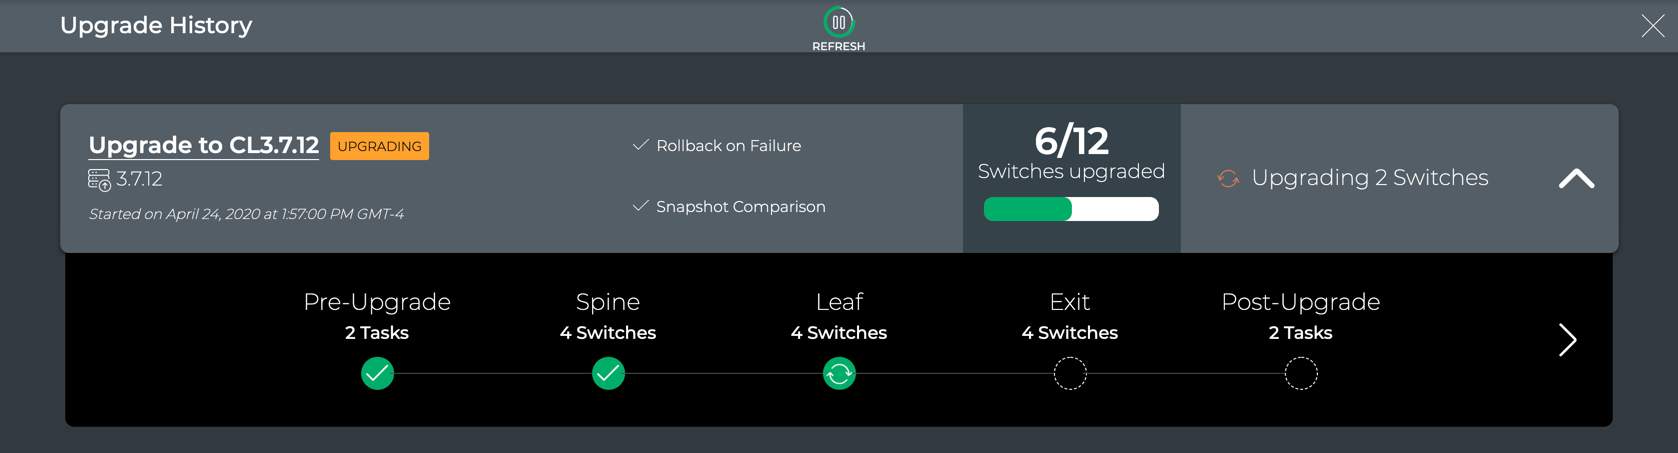 Upgrade History
REFRESH
Upgrade to CL3.7.12
UPGRADING
3.7.12
Started on April 24, 2020 at 1:57:00 PM GMT-4
Rollback on Failure
Snapshot Comparison
6/12
Switches upgraded
Upgrading 2 Switches
Pre-Upgrade
2 Tasks
Spine
4 Switches
Leaf
4 Switches
Exit
4 Switches
Post-Upgrade
2 Tasks